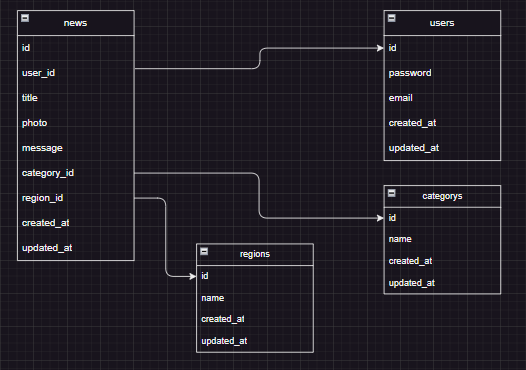 news
id
user_id
title
photo
message
category_id
region_id
created_at
updated_at
users
id
password
email
created_at
updated_at
categorys
id
name
created_at
updated_at
regions
id
name
created_at
updated_at